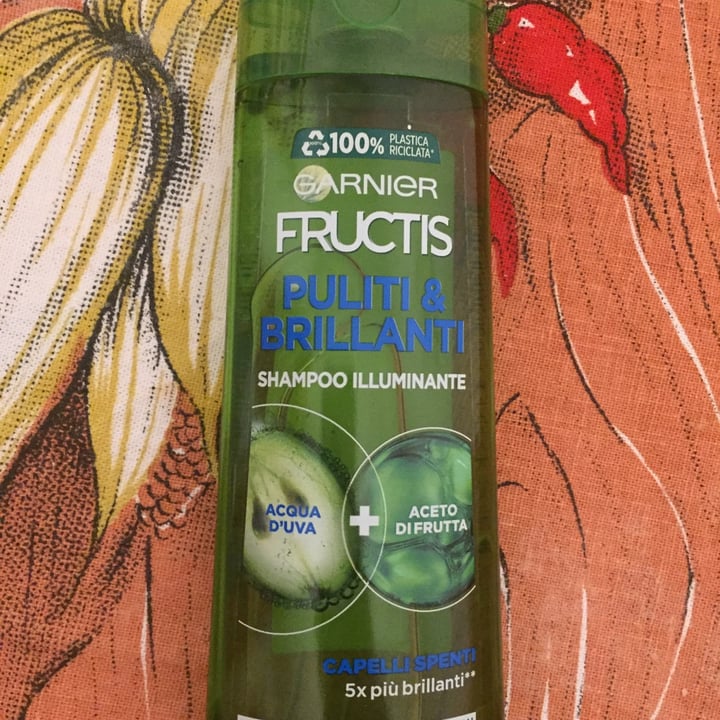 100% PLASTICA
RICICLATA*
GARNIER
FRUCTIS
PULITI &
BRILLANTI
SHAMPOO ILLUMINANTE
ACQUA
D'UVA
+
ACETO
DI FRUTTA
CAPELLI SPENTI
5x più brillanti**